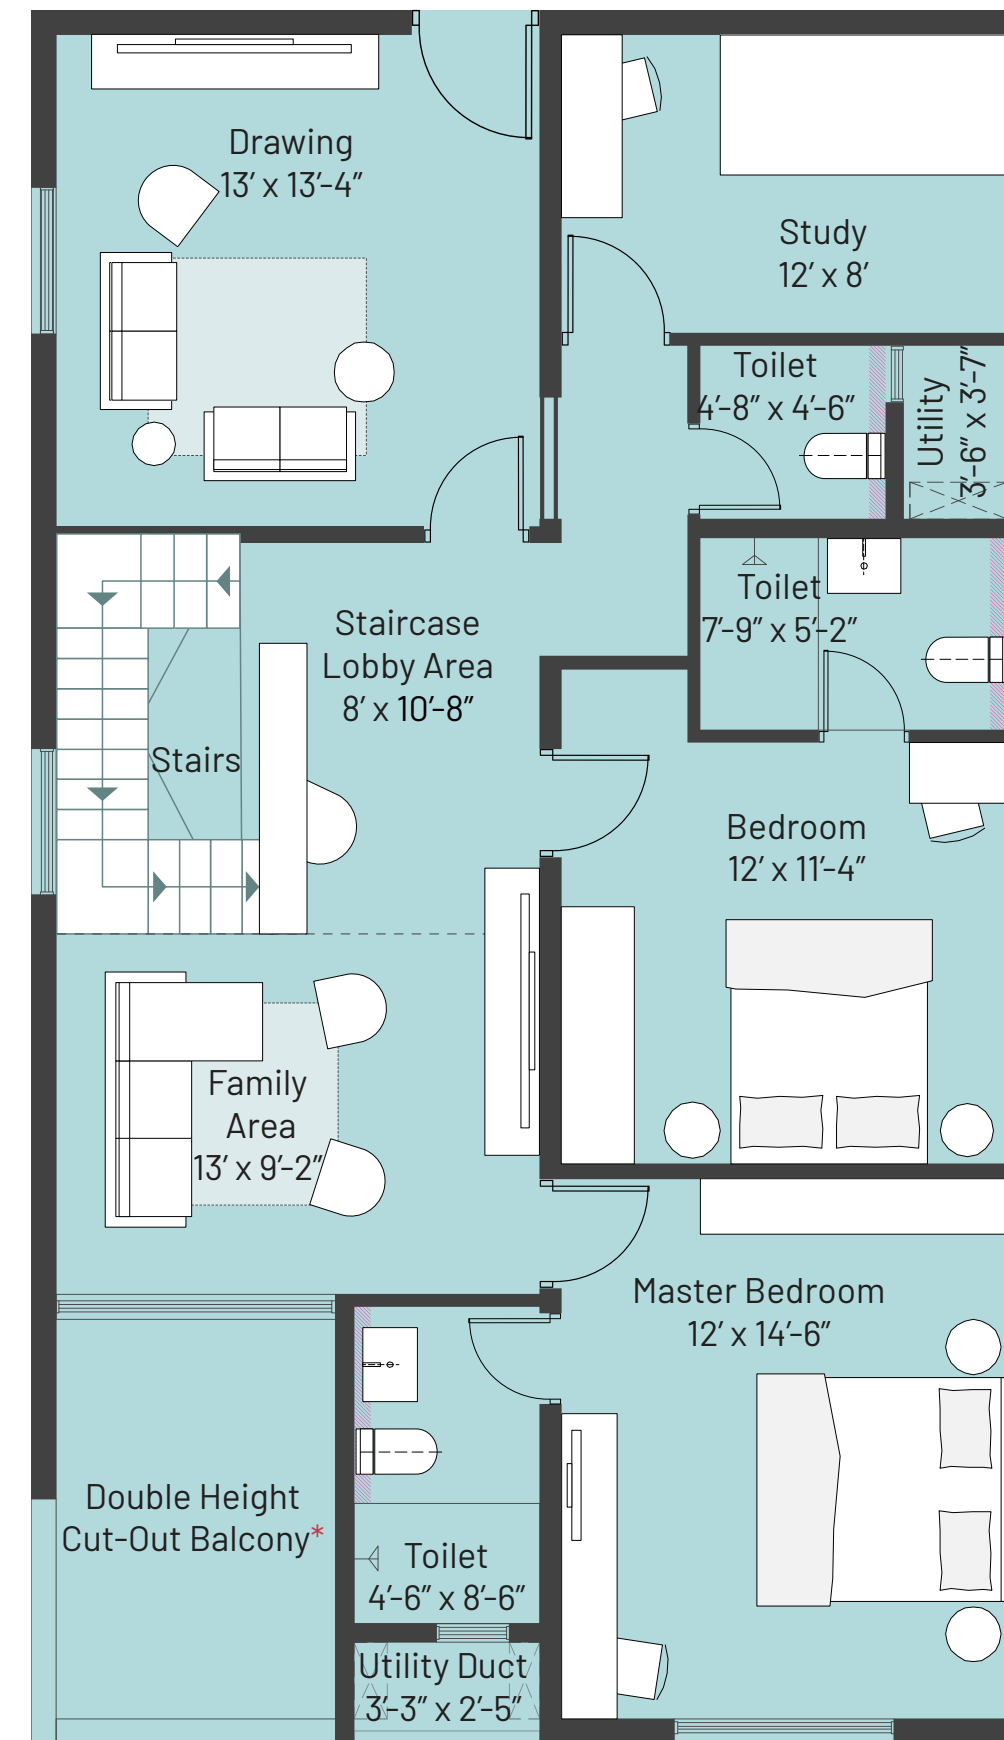 Drawing
13′ x 13′-4″
Study
12′ x 8′
Toilet
4′-8″ x 4′-6″
Utility
3′-6″ x 3′-7″
Toilet
7′-9″ x 5′-2″
Staircase
Lobby Area
8′ x 10′-8″
Stairs
Bedroom
12′ x 11′-4″
Family
Area
13′ x 9′-2″
Master Bedroom
12′ x 14′-6″
Double Height
Cut-Out Balcony*
Toilet
4′-6″ x 8′-6″
Utility Duct
3′-3″ x 2′-5″